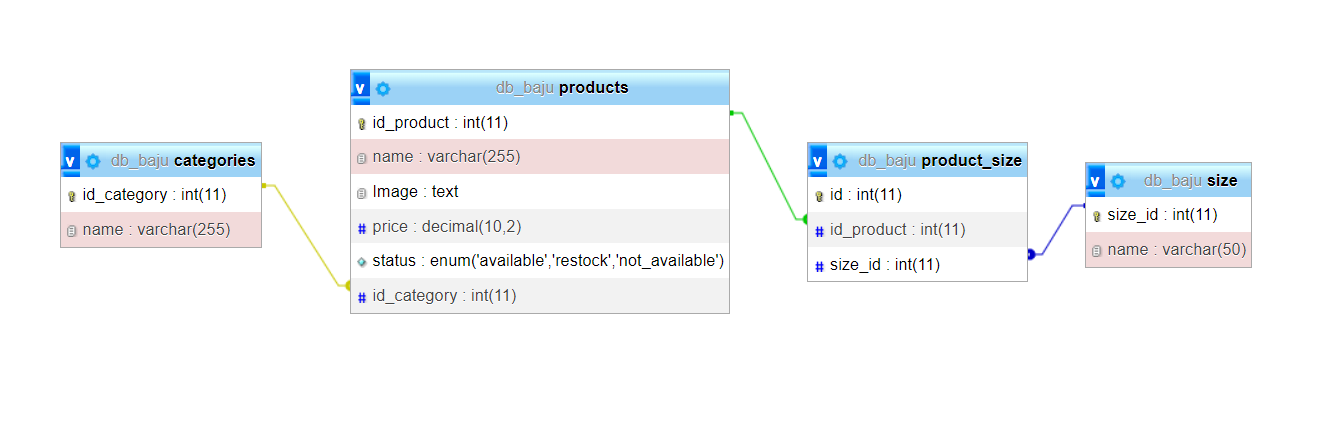 db_baju categories
id_category : int(11)
name : varchar(255)
db_baju products
id_product : int(11)
name : varchar(255)
Image : text
price : decimal(10,2)
status : enum('available','restock','not_available')
id_category : int(11)
db_baju product_size
id : int(11)
id_product : int(11)
size_id : int(11)
db_baju size
size_id : int(11)
name : varchar(50)